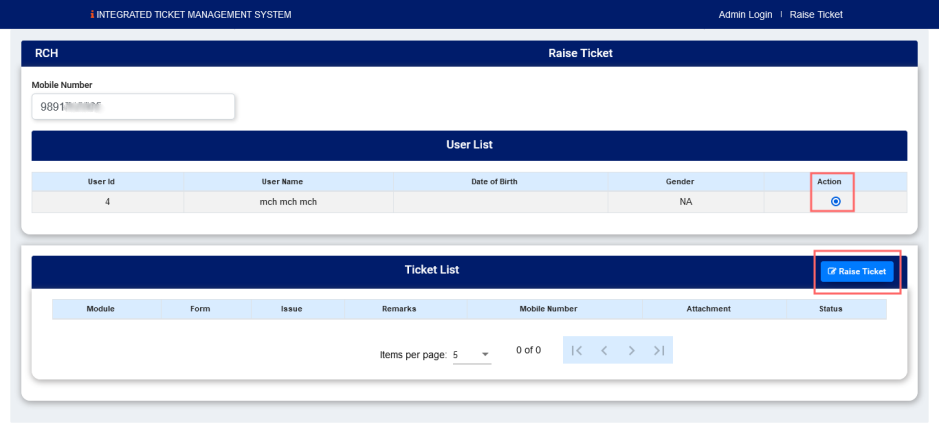 INTEGRATED TICKET MANAGEMENT SYSTEM Admin Login | Raise Ticket
RCH Raise Ticket
Mobile Number
9891
User List
User Id User Name Date of Birth Gender Action
4 mch mch mch NA
Ticket List Raise Ticket
Module Form Issue Remarks Mobile Number Attachment Status
Items per page: 5 0 of 0